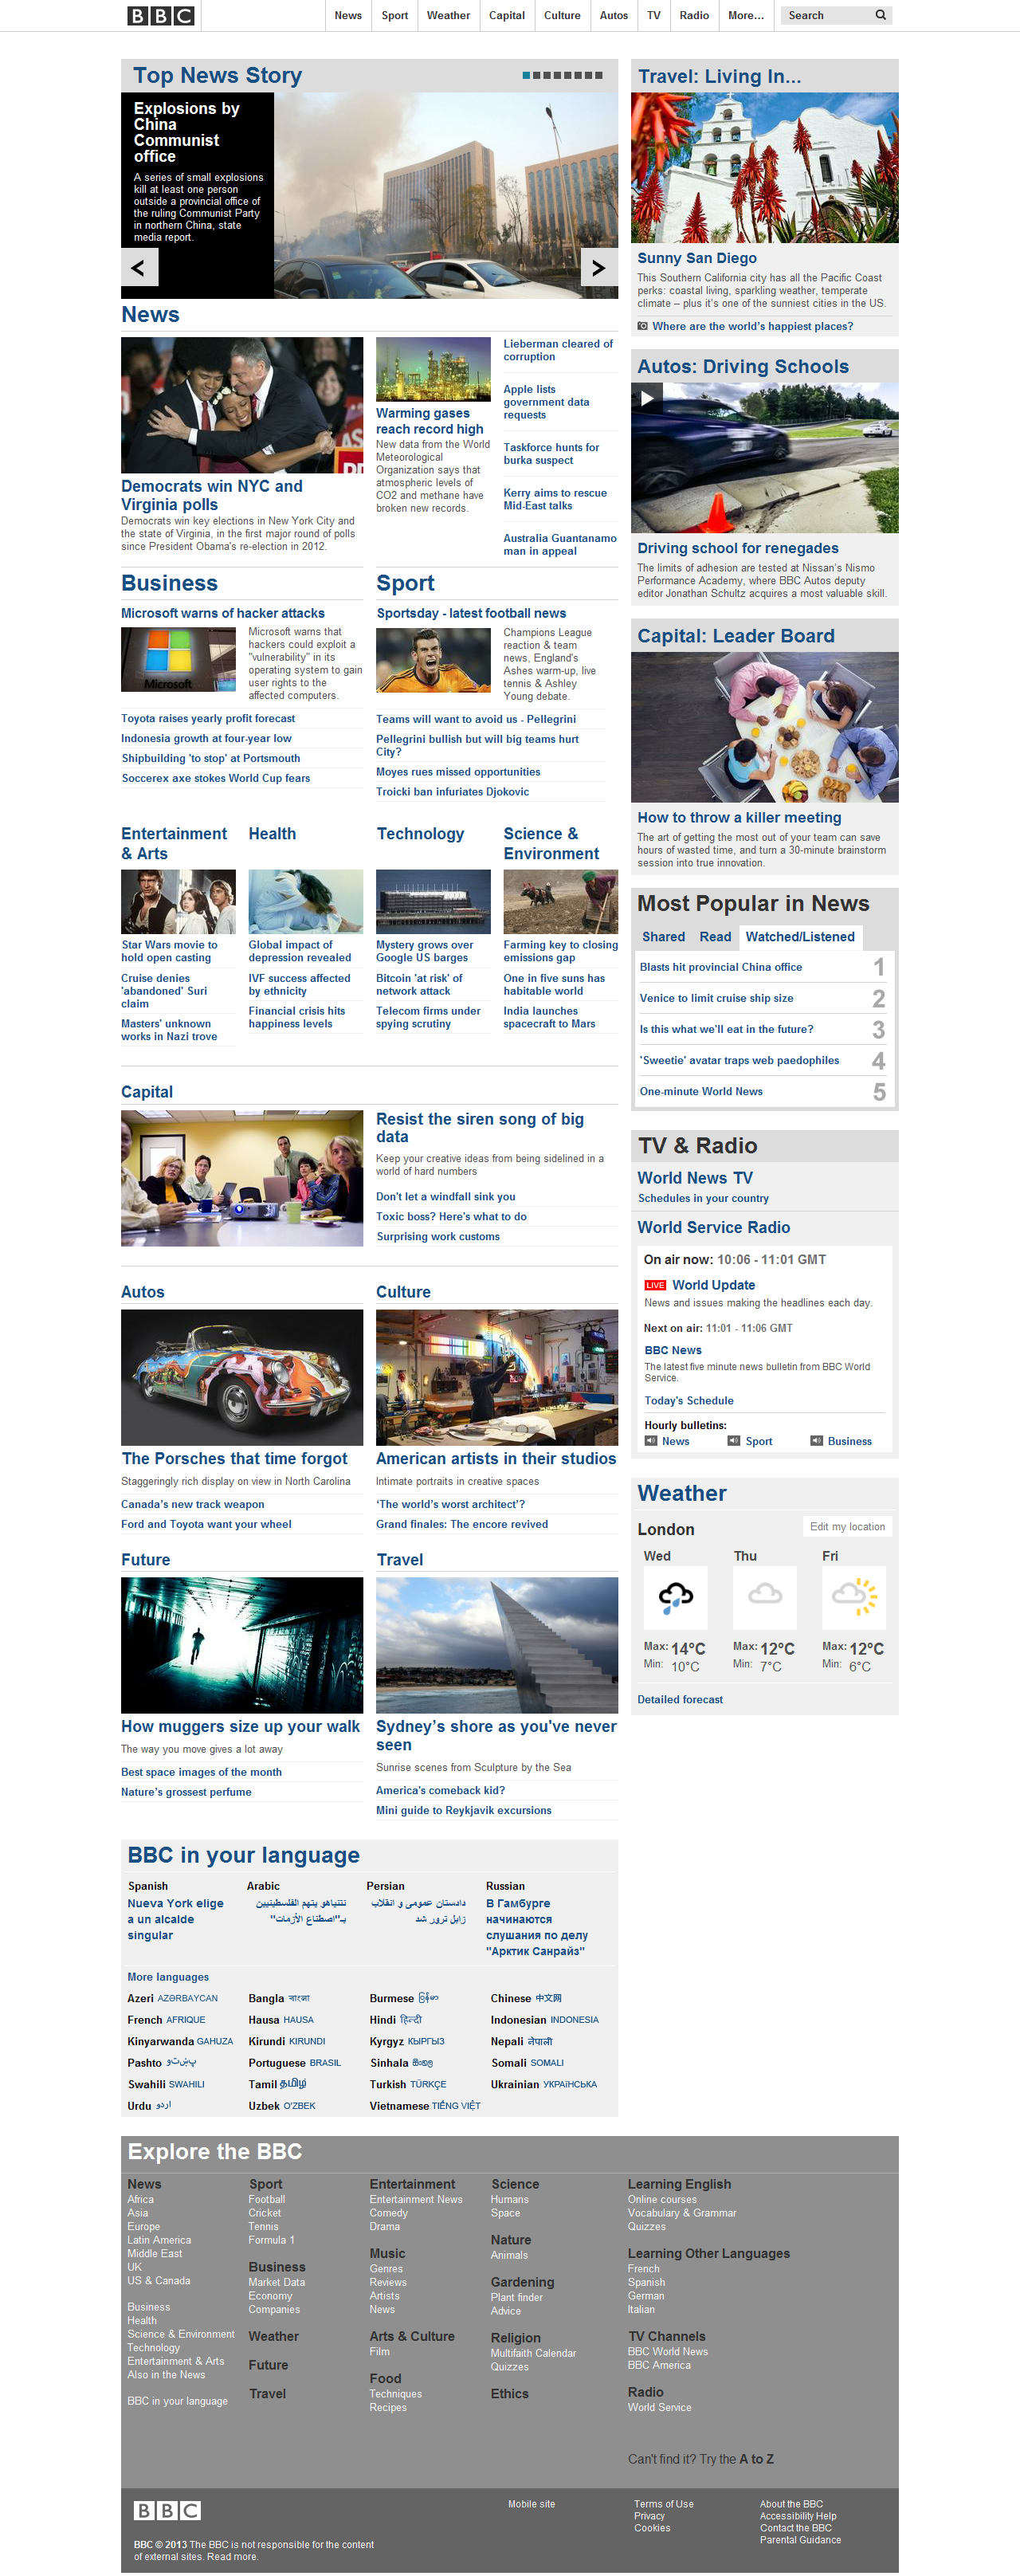 BBC
News Sport Weather Capital Culture Autos TV Radio More... Search
Top News Story
Explosions by
China
Communist
office
A series of small explosions
kill at least one person
outside a provincial office of
the ruling Communist Party
in northern China, state
media report.
News
Democrats win NYC and
Virginia polls
Democrats win key elections in New York City and
the state of Virginia, in the first major round of polls
since President Obama's re-election in 2012.
Warming gases
reach record high
New data from the World
Meteorological
Organization says that
atmospheric levels of
CO2 and methane have
broken new records.
Lieberman cleared of
corruption
Apple lists
government data
requests
Taskforce hunts for
burka suspect
Kerry aims to rescue
Mid-East talks
Australia Guantanamo
man in appeal
Business
Microsoft warns of hacker attacks
Microsoft
Microsoft warns that
hackers could exploit a
"vulnerability" in its
operating system to gain
user rights to the
affected computers.
Toyota raises yearly profit forecast
Indonesia growth at four-year low
Shipbuilding 'to stop' at Portsmouth
Soccerex axe stokes World Cup fears
Sport
Sportsday - latest football news
Champions League
reaction & team
news, England's
Ashes warm-up, live
tennis & Ashley
Young debate.
Teams will want to avoid us - Pellegrini
Pellegrini bullish but will big teams hurt
City?
Moyes rues missed opportunities
Troicki ban infuriates Djokovic
Entertainment
& Arts
Star Wars movie to
hold open casting
Cruise denies
'abandoned' Suri
claim
Masters' unknown
works in Nazi trove
Health
Global impact of
depression revealed
IVF success affected
by ethnicity
Financial crisis hits
happiness levels
Technology
Mystery grows over
Google US barges
Bitcoin 'at risk' of
network attack
Telecom firms under
spying scrutiny
Science &
Environment
Farming key to closing
emissions gap
One in five suns has
habitable world
India launches
spacecraft to Mars
Capital
Resist the siren song of big
data
Keep your creative ideas from being sidelined in a
world of hard numbers
Don't let a windfall sink you
Toxic boss? Here's what to do
Surprising work customs
Autos
The Porsches that time forgot
Staggeringly rich display on view in North Carolina
Canada's new track weapon
Ford and Toyota want your wheel
Culture
American artists in their studios
Intimate portraits in creative spaces
‘The world's worst architect’?
Grand finales: The encore revived
Future
How muggers size up your walk
The way you move gives a lot away
Best space images of the month
Nature's grossest perfume
Travel
Sydney's shore as you've never
seen
Sunrise scenes from Sculpture by the Sea
America's comeback kid?
Mini guide to Reykjavik excursions
Travel: Living In...
Sunny San Diego
This Southern California city has all the Pacific Coast
perks: coastal living, sparkling weather, temperate
climate – plus it's one of the sunniest cities in the US.
Where are the world's happiest places?
Autos: Driving Schools
Driving school for renegades
The limits of adhesion are tested at Nissan's Nismo
Performance Academy, where BBC Autos deputy
editor Jonathan Schultz acquires a most valuable skill.
Capital: Leader Board
How to throw a killer meeting
The art of getting the most out of your team can save
hours of wasted time, and turn a 30-minute brainstorm
session into true innovation.
Most Popular in News
Shared Read Watched/Listened
Blasts hit provincial China office 1
Venice to limit cruise ship size 2
Is this what we'll eat in the future? 3
'Sweetie' avatar traps web paedophiles 4
One-minute World News 5
TV & Radio
World News TV
Schedules in your country
World Service Radio
On air now: 10:06 - 11:01 GMT
LIVE World Update
News and issues making the headlines each day.
Next on air: 11:01 - 11:06 GMT
BBC News
The latest five minute news bulletin from BBC World
Service.
Today's Schedule
Hourly bulletins:
News Sport Business
Weather
London Edit my location
Wed Thu Fri
Max: 14°C Max: 12°C Max: 12°C
Min: 10°C Min: 7°C Min: 6°C
Detailed forecast
BBC in your language
Spanish
Nueva York elige
a un alcalde
singular
Arabic
نتنياهو يتهم الفلسطينيين
بـ"اصطناع الأزمات"
Persian
دادستان عمومی و انقلاب
زابل ترور شد
Russian
В Гамбурге
начинаются
слушания по делу
"Арктик Санрайз"
More languages
Azeri AZƏRBAYCAN Bangla বাংলা Burmese မြန်မာ Chinese 中文网
French AFRIQUE Hausa HAUSA Hindi हिन्दी Indonesian INDONESIA
Kinyarwanda GAHUZA Kirundi KIRUNDI Kyrgyz КЫРГЫЗ Nepali नेपाली
Pashto پښتو Portuguese BRASIL Sinhala සිංහල Somali SOMALI
Swahili SWAHILI Tamil தமிழ் Turkish TÜRKÇE Ukrainian УКРАЇНСЬКА
Urdu اردو Uzbek O'ZBEK Vietnamese TIẾNG VIỆT
Explore the BBC
News
Africa
Asia
Europe
Latin America
Middle East
UK
US & Canada
Business
Health
Science & Environment
Technology
Entertainment & Arts
Also in the News
BBC in your language
Sport
Football
Cricket
Tennis
Formula 1
Business
Market Data
Economy
Companies
Weather
Future
Travel
Entertainment
Entertainment News
Comedy
Drama
Music
Genres
Reviews
Artists
News
Arts & Culture
Film
Food
Techniques
Recipes
Science
Humans
Space
Nature
Animals
Gardening
Plant finder
Advice
Religion
Multifaith Calendar
Quizzes
Ethics
Learning English
Online courses
Vocabulary & Grammar
Quizzes
Learning Other Languages
French
Spanish
German
Italian
TV Channels
BBC World News
BBC America
Radio
World Service
Can't find it? Try the A to Z
BBC
BBC © 2013 The BBC is not responsible for the content
of external sites. Read more.
Mobile site
Terms of Use
Privacy
Cookies
About the BBC
Accessibility Help
Contact the BBC
Parental Guidance